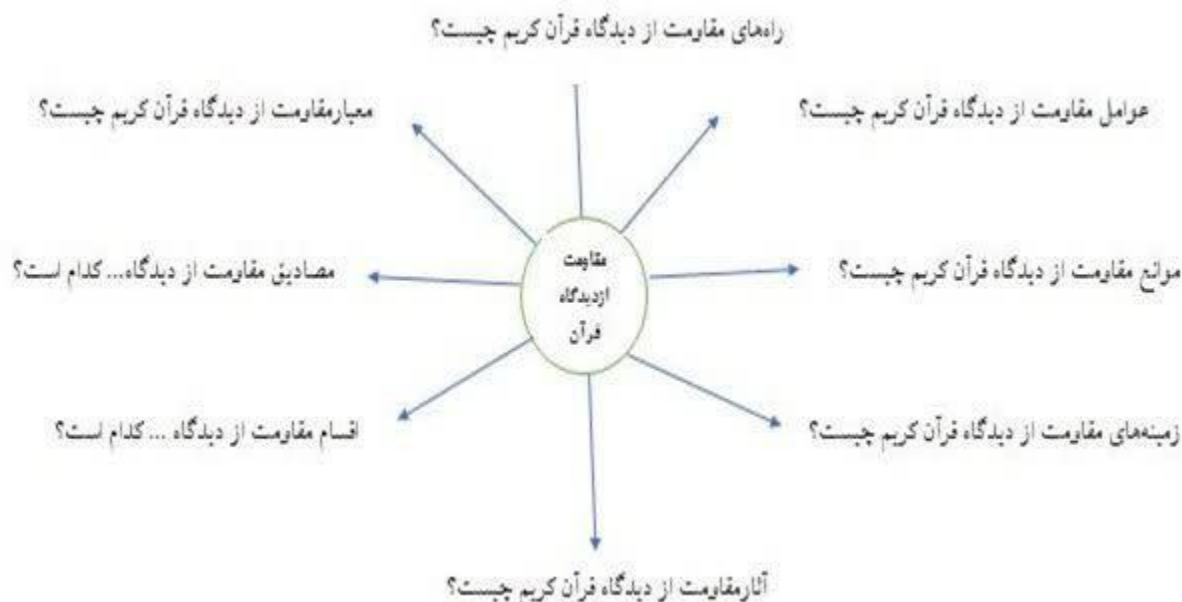 راه‌های مقاومت از دیدگاه قرآن کریم چیست؟
عوامل مقاومت از دیدگاه قرآن کریم چیست؟
معیارمقاومت از دیدگاه قرآن کریم چیست؟
موانع مقاومت از دیدگاه قرآن کریم چیست؟
مقاومت
ازدیدگاه
قرآن
مصادیق مقاومت از دیدگاه... کدام است؟
زمینه‌های مقاومت از دیدگاه قرآن کریم چیست؟
اقسام مقاومت از دیدگاه ... کدام است؟
آثارمقاومت از دیدگاه قرآن کریم چیست؟